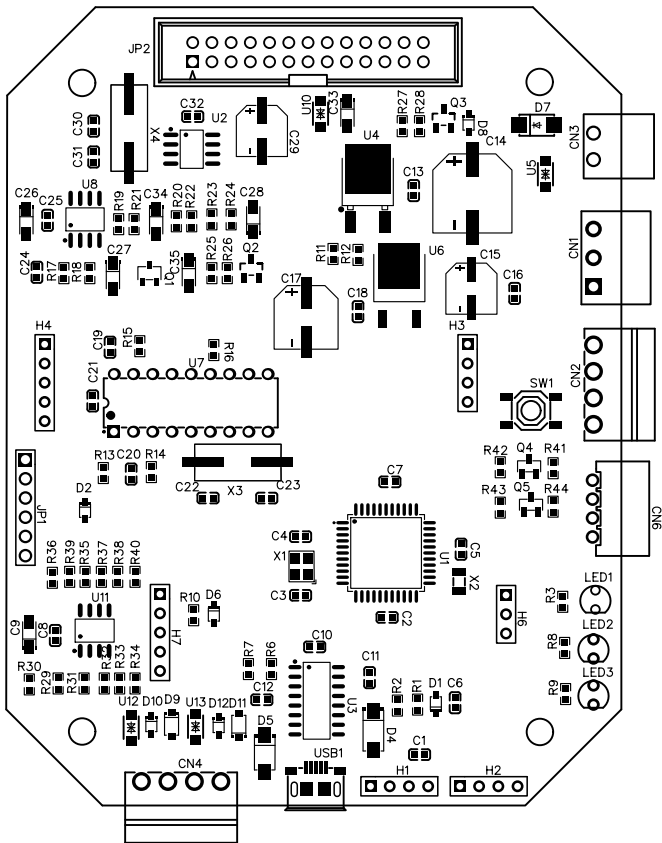 JP2
C30
C31
X4
C32
U2
C29
U10
C33
R27
R28
Q3
D8
D7
CN3
U4
C14
U5
C13
C26
C25
U8
R19
R21
C34
R20
R22
R23
R24
C28
C24
R17
R18
C27
Q1
C35
R25
R26
Q2
R11
R12
U6
C17
C18
C15
C16
CN1
H4
C19
R15
R16
U7
C21
H3
SW1
CN2
R13
C20
R14
C22
X3
C23
R42
Q4
R41
R43
Q5
R44
CN6
JP1
D2
C7
C4
X1
C3
U1
C5
X2
C2
R36
R39
R35
R37
R38
R40
C9
C8
U11
H7
R10
D6
H6
R3
LED1
R8
LED2
R9
LED3
R30
R29
R31
R32
R33
R34
R7
R6
C10
C12
U3
C11
R2
R1
D1
C6
U12
D10
D9
U13
D12
D11
D5
D4
C1
USB1
CN4
H1
H2